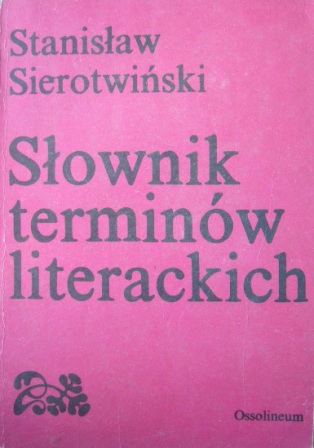 Stanisław
Sierotwiński
Słownik
terminów
literackich
Ossolineum